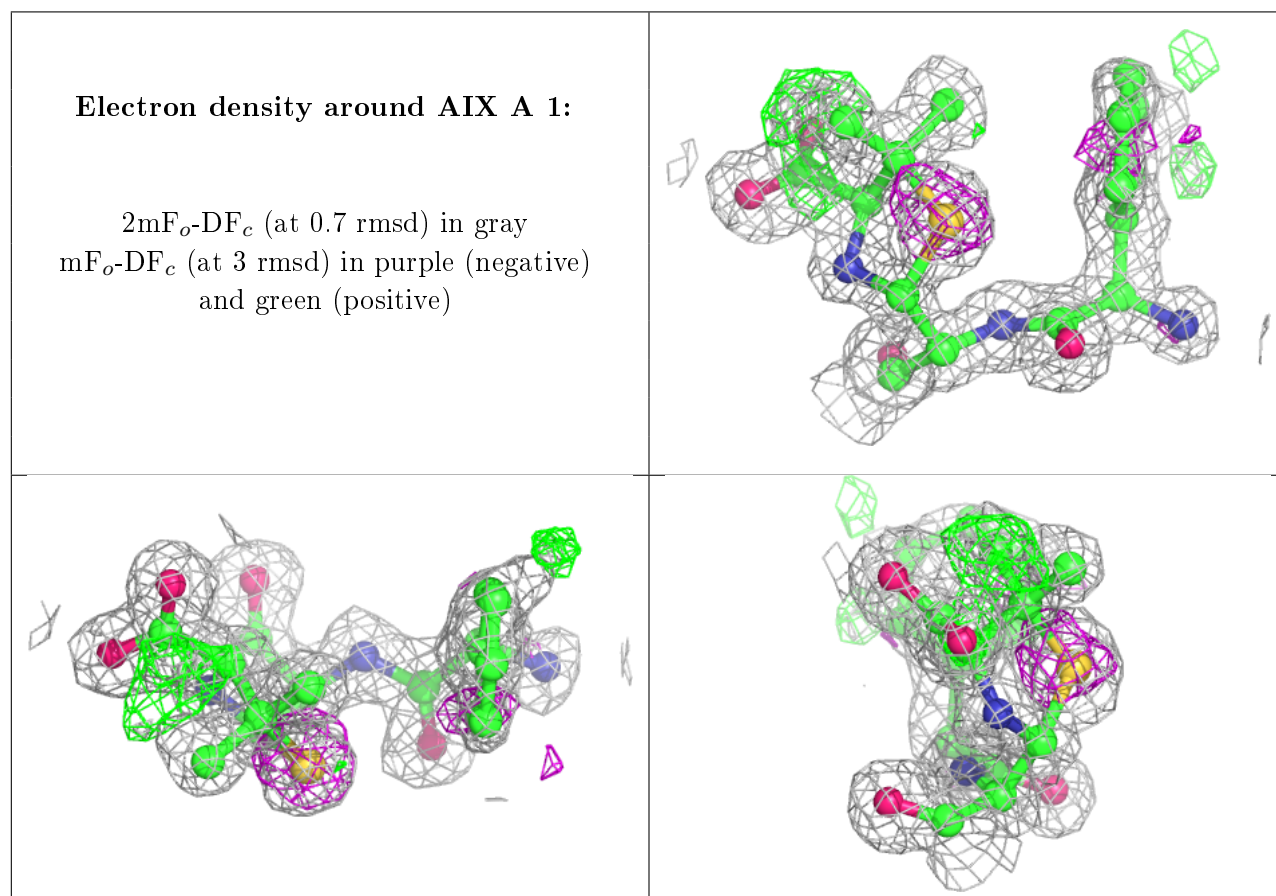 Electron density around AIX A 1:
2mFo-DFc (at 0.7 rmsd) in gray
mFo-DFc (at 3 rmsd) in purple (negative)
and green (positive)